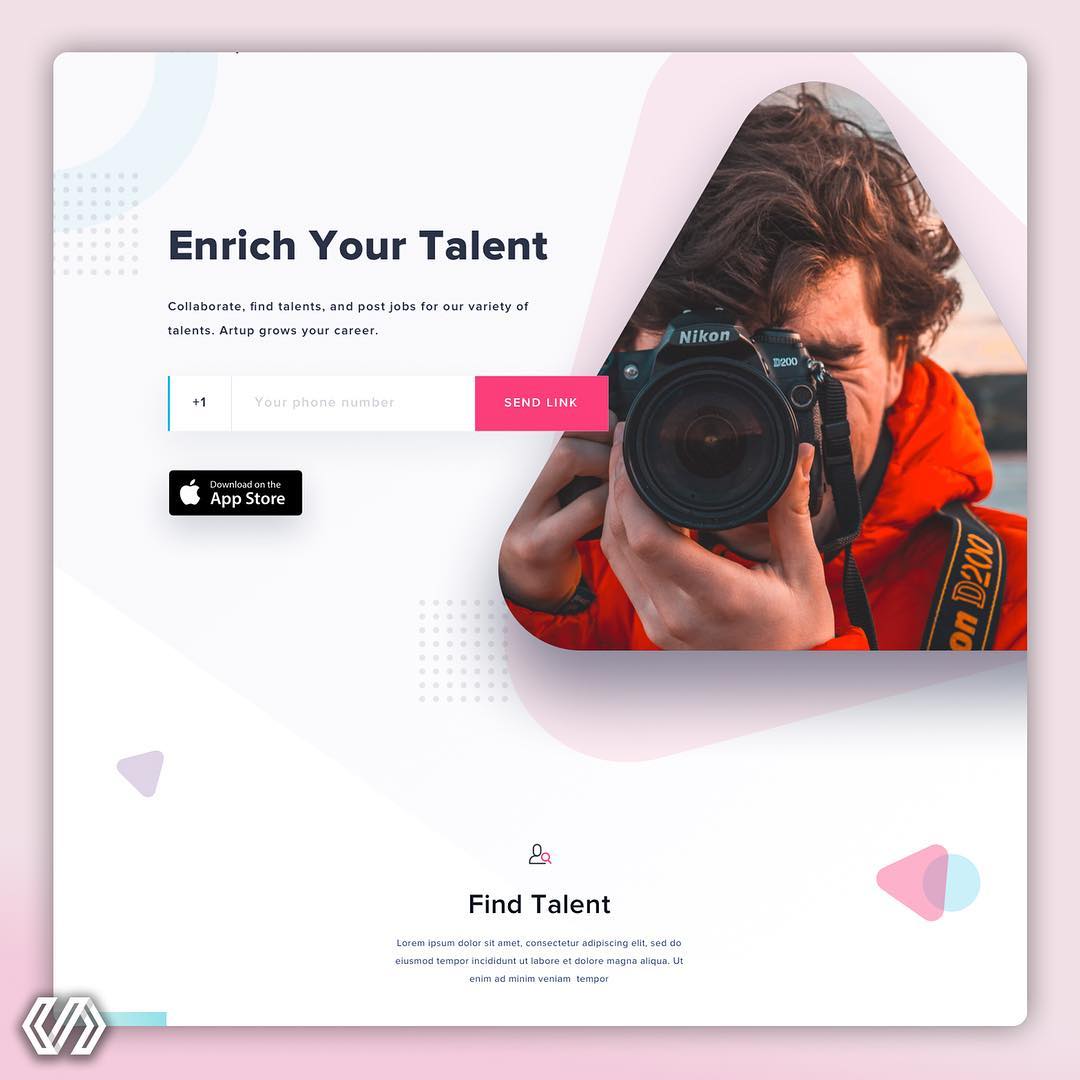 Enrich Your Talent
Collaborate, find talents, and post jobs for our variety of
talents. Artup grows your career.
+1 Your phone number SEND LINK
Download on the
App Store
Nikon
D200
on D200
Find Talent
Lorem ipsum dolor sit amet, consectetur adipiscing elit, sed do
eiusmod tempor incididunt ut labore et dolore magna aliqua. Ut
enim ad minim veniam tempor